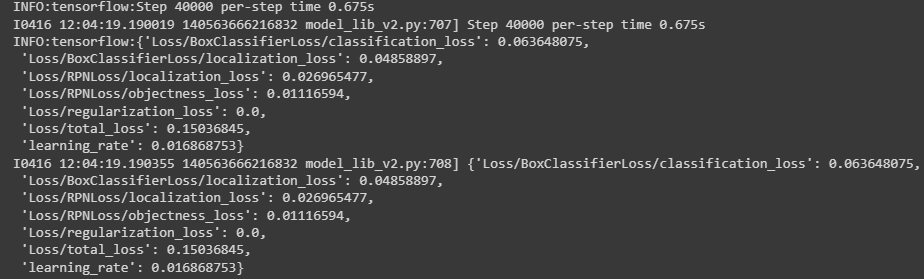 INFO:tensorflow:Step 40000 per-step time 0.675s
I0416 12:04:19.190019 140563666216832 model_lib_v2.py:707] Step 40000 per-step time 0.675s
INFO:tensorflow:{'Loss/BoxClassifierLoss/classification_loss': 0.063648075,
 'Loss/BoxClassifierLoss/localization_loss': 0.04858897,
 'Loss/RPNLoss/localization_loss': 0.026965477,
 'Loss/RPNLoss/objectness_loss': 0.01116594,
 'Loss/regularization_loss': 0.0,
 'Loss/total_loss': 0.15036845,
 'learning_rate': 0.016868753}
I0416 12:04:19.190355 140563666216832 model_lib_v2.py:708] {'Loss/BoxClassifierLoss/classification_loss': 0.063648075,
 'Loss/BoxClassifierLoss/localization_loss': 0.04858897,
 'Loss/RPNLoss/localization_loss': 0.026965477,
 'Loss/RPNLoss/objectness_loss': 0.01116594,
 'Loss/regularization_loss': 0.0,
 'Loss/total_loss': 0.15036845,
 'learning_rate': 0.016868753}